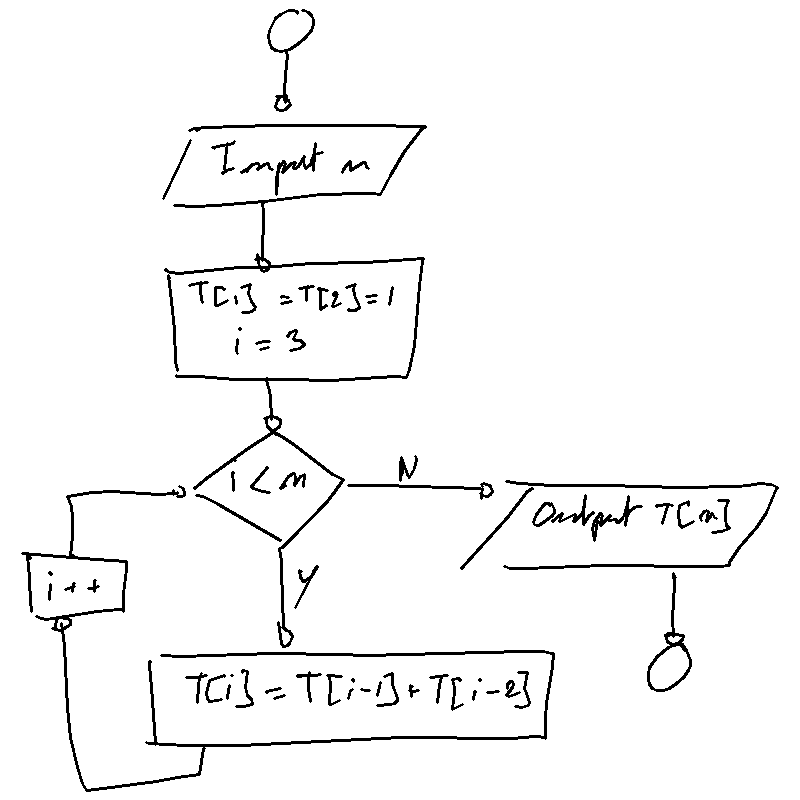 Input n
T[1] = T[2] = 1
i = 3
i < n
N
Output T[n]
Y
i++
T[i] = T[i-1] + T[i-2]